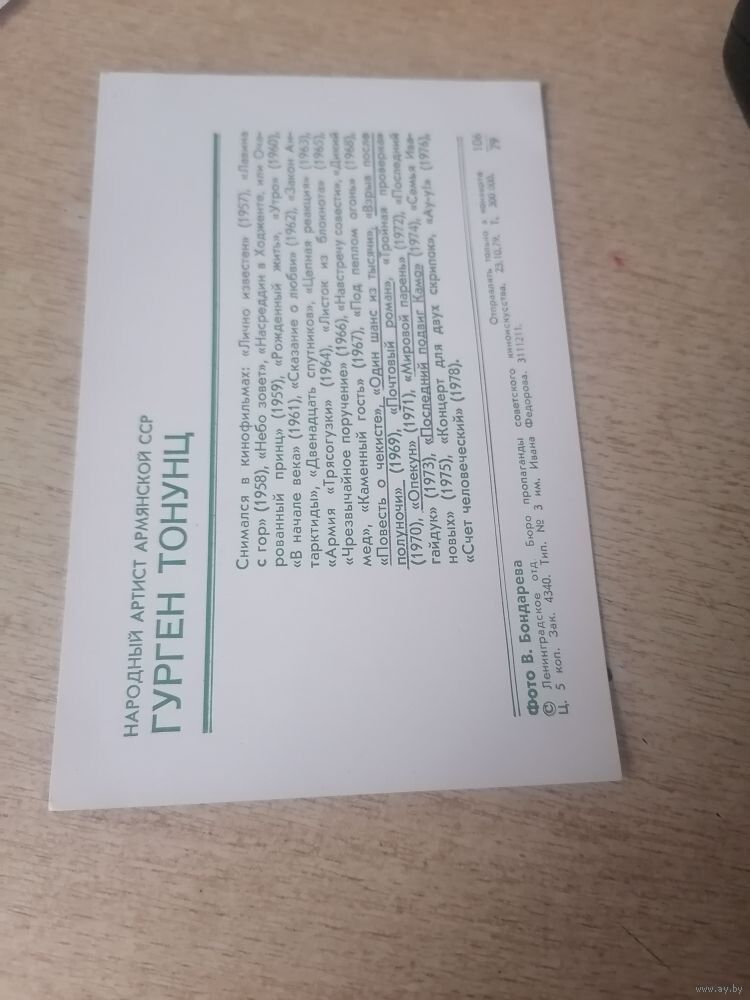 НАРОДНЫЙ АРТИСТ АРМЯНСКОЙ ССР
ГУРГЕН ТОНУНЦ
Снимался в кинофильмах: «Лично известен» (1957), «Лавина
с гор» (1958), «Небо зовет», «Насреддин в Ходженте, или Оча-
рованный принц» (1959), «Рожденный жить», «Утро» (1960),
«В начале века» (1961), «Сказание о любви» (1962), «Закон Ан-
тарктиды», «Двенадцать спутников», «Цепная реакция» (1963),
«Армия «Трясогузки» (1964), «Листок из блокнота» (1965),
«Чрезвычайное поручение» (1966), «Навстречу совести», «Дикий
мед», «Каменный гость» (1967), «Под пеплом огонь» (1968),
«Повесть о чекисте», «Один шанс из тысячи», «Взрыв после
полуночи» (1969), «Почтовый роман», «Тройная проверка»
(1970), «Опекун» (1971), «Мировой парень» (1972), «Последний
гайдук» (1973), «Последний подвиг Камо» (1974), «Семья Ива-
новых» (1975), «Концерт для двух скрипок», «Ау-у!» (1976),
«Счет человеческий» (1978).
Отправлять только в конверте
Фото В. Бондарева
© Ленинградское отд. Бюро пропаганды советского киноискусства. 23.10.79. Т. 300 000.
Ц. 5 коп. Зак. 4340. Тип. № 3 им. Ивана Федорова. 3111211.
106
79
www.ay.by